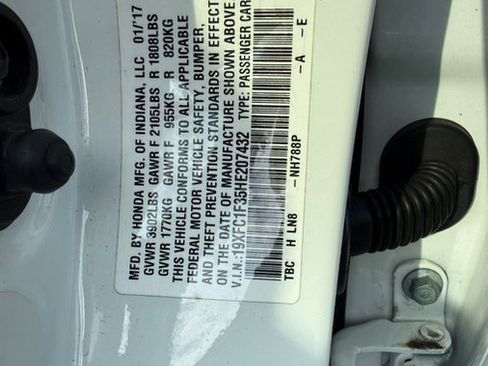 MFD. BY HONDA MFG. OF INDIANA, LLC 01/'17
GVWR 3902LBS GAWR F 2105LBS R 1808LBS
GVWR 1770KG GAWR F 955KG R 820KG
THIS VEHICLE CONFORMS TO ALL APPLICABLE
FEDERAL MOTOR VEHICLE SAFETY, BUMPER,
AND THEFT PREVENTION STANDARDS IN EFFECT
ON THE DATE OF MANUFACTURE SHOWN ABOVE.
V.I.N.:19XFC1F39HE207432 TYPE: PASSENGER CAR
TBC H LN8 -NH788P -A -E